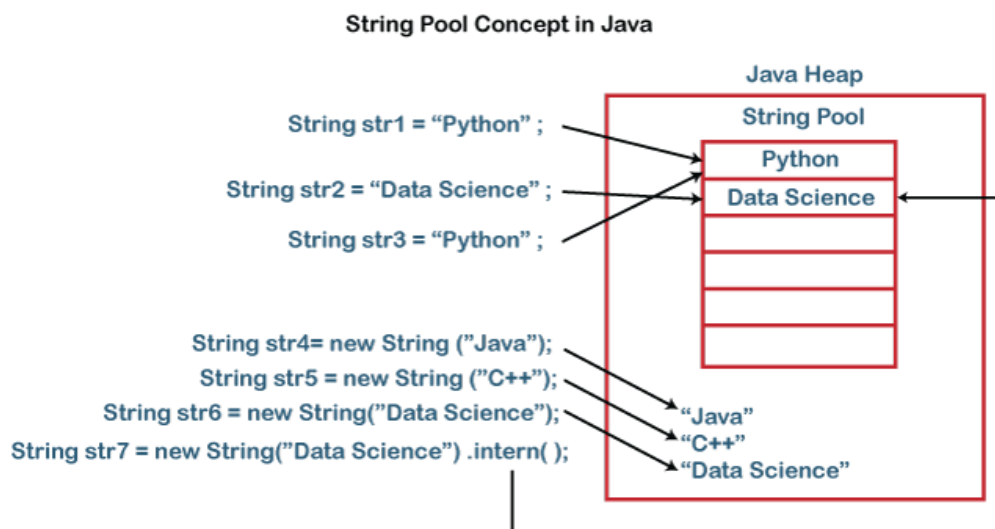 String Pool Concept in Java
Java Heap
String Pool
String str1 = “Python” ;
Python
String str2 = “Data Science” ;
Data Science
String str3 = “Python” ;
String str4= new String (”Java”);
String str5 = new String (”C++”);
String str6 = new String(”Data Science”);
String str7 = new String(”Data Science”) .intern( );
“Java”
“C++”
“Data Science”